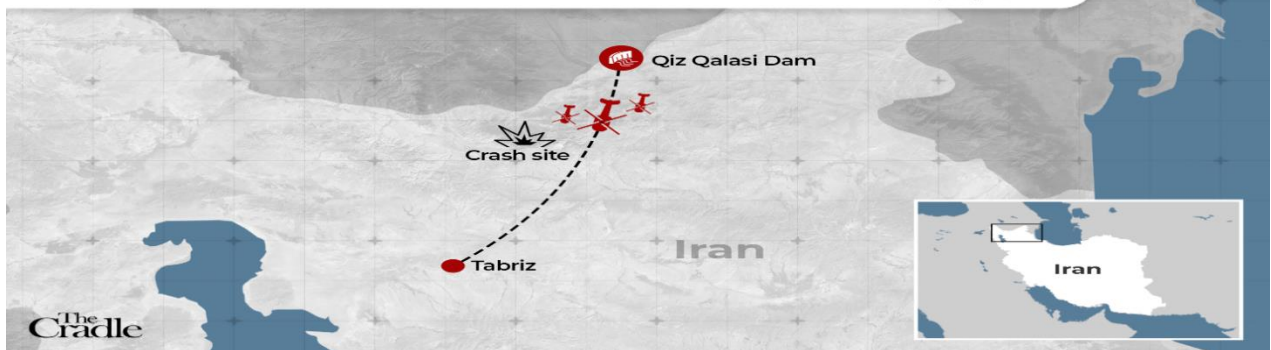 Qiz Qalasi Dam
Crash site
Iran
Tabriz
Iran
The
Cradle